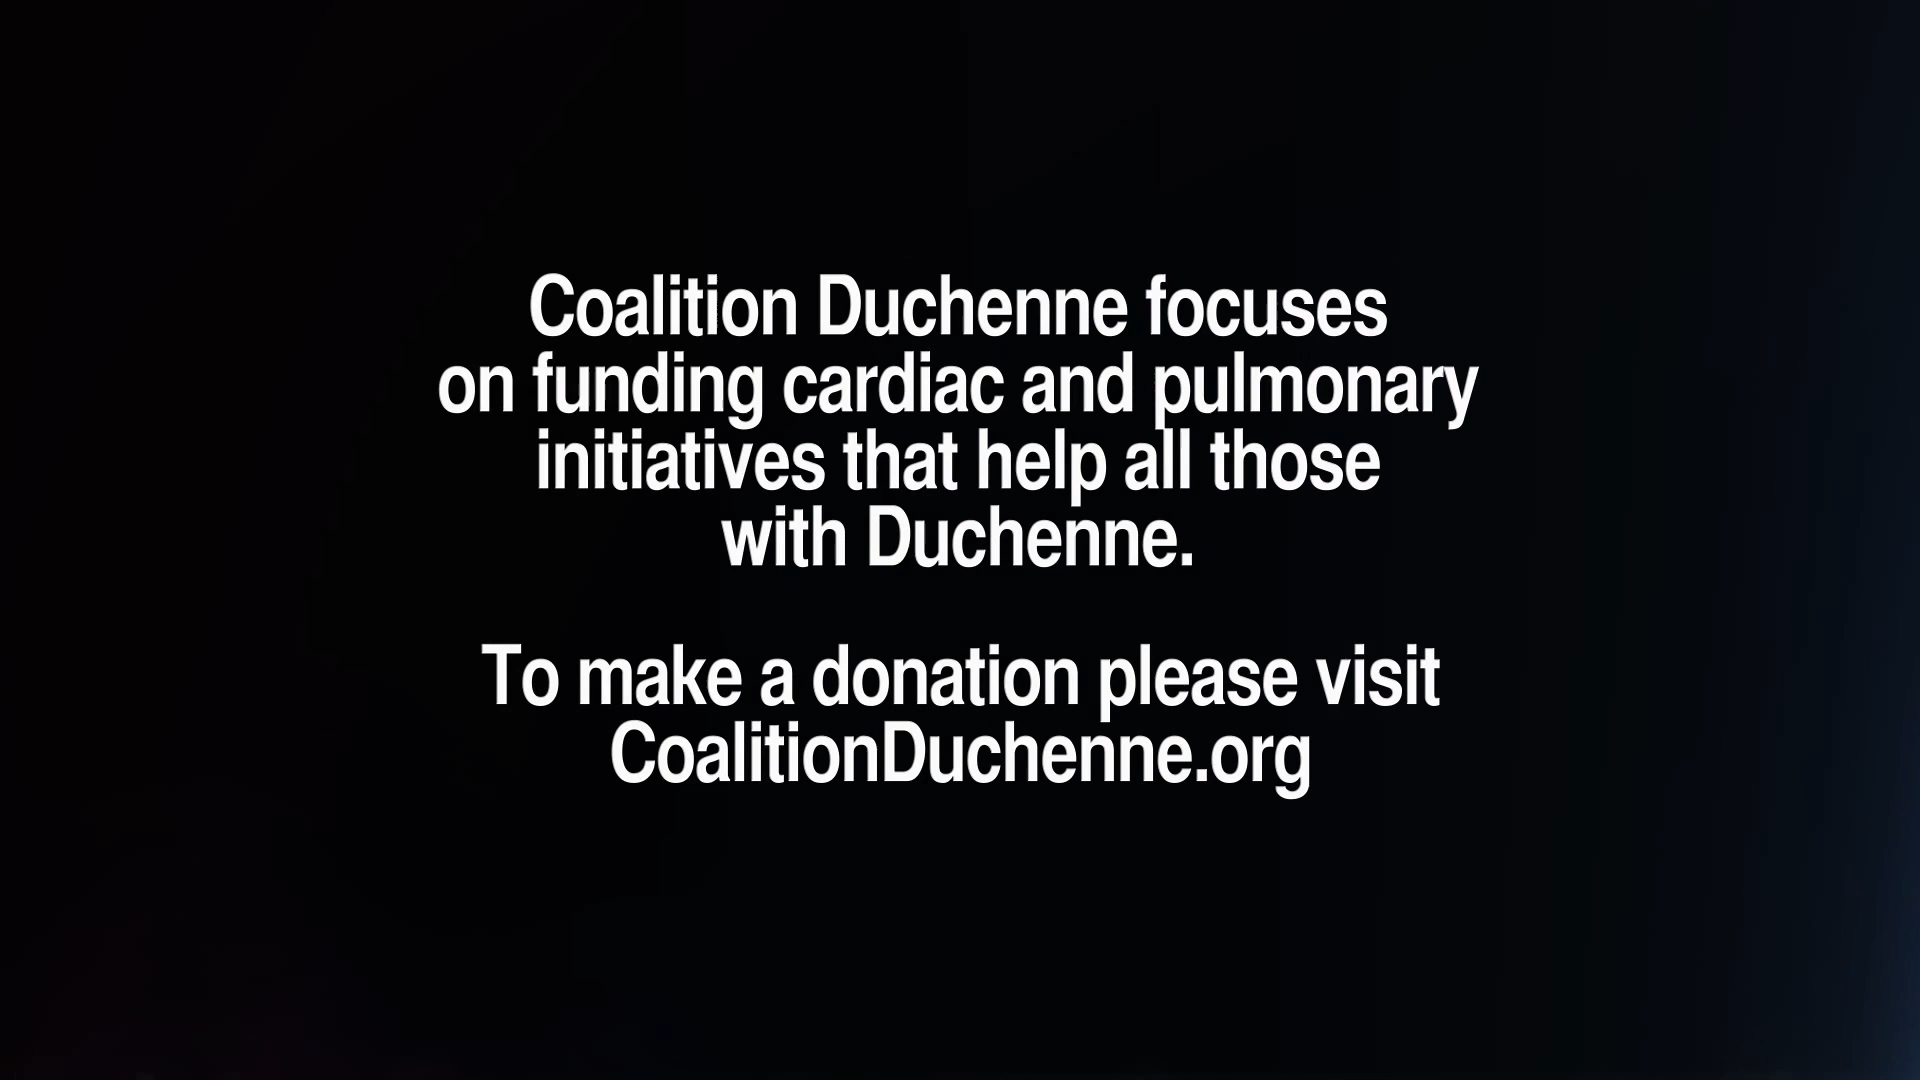 Coalition Duchenne focuses
on funding cardiac and pulmonary
initiatives that help all those
with Duchenne.
To make a donation please visit
CoalitionDuchenne.org